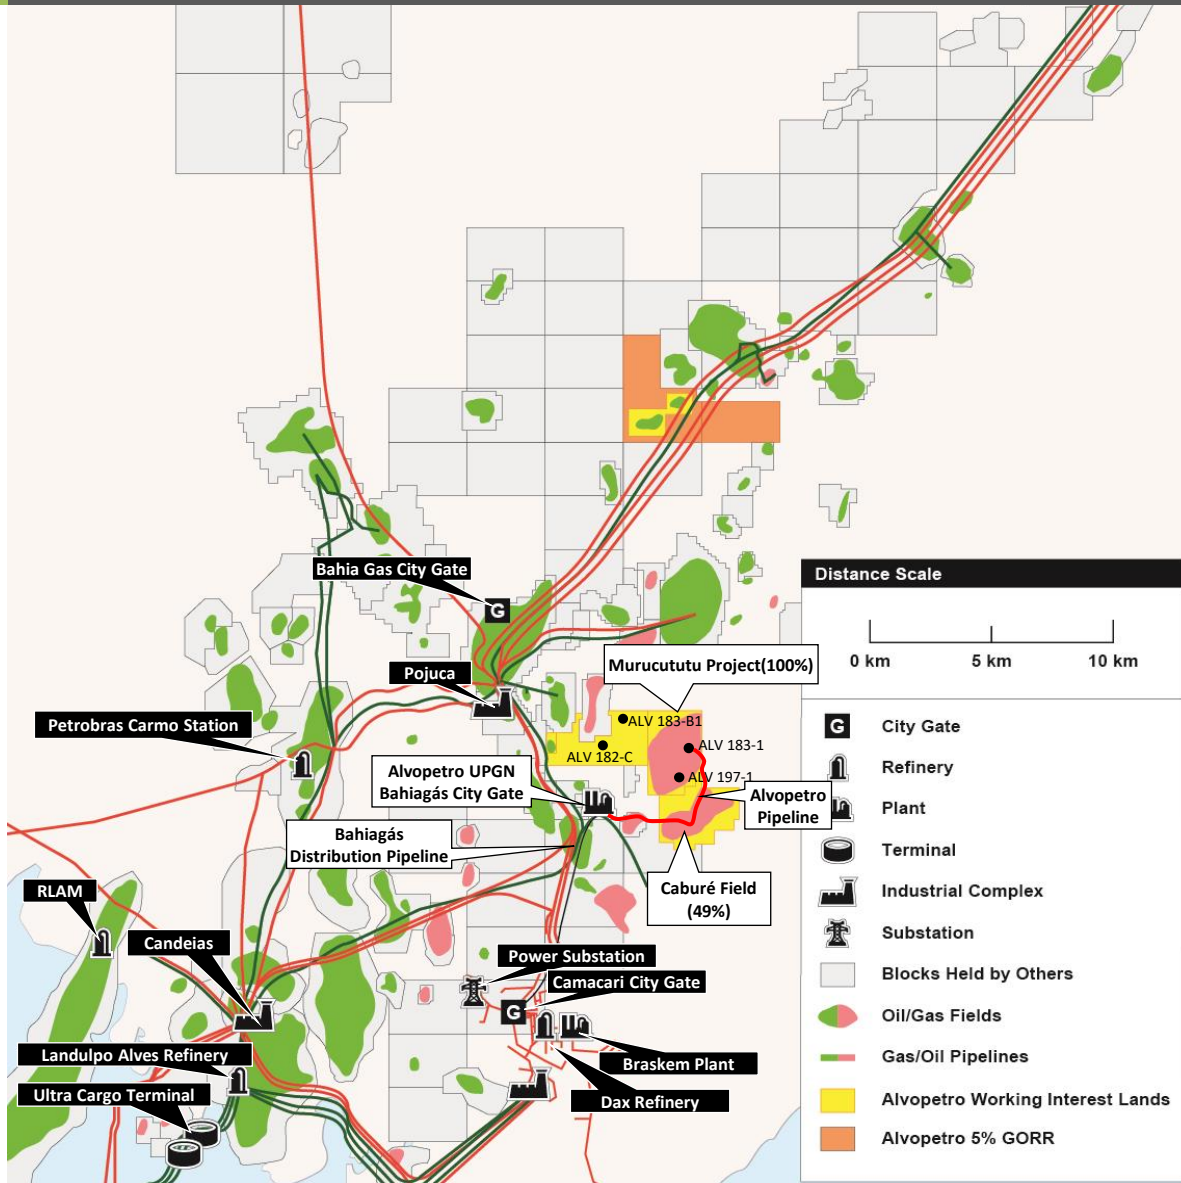 Bahia Gas City Gate
G
Pojuca
Murucututu Project(100%)
ALV 183-B1
ALV 183-1
ALV 182-C
ALV 197-1
Petrobras Carmo Station
Alvopetro UPGN
Bahiagás City Gate
Alvopetro
Pipeline
Bahiagás
Distribution Pipeline
Caburé Field
(49%)
RLAM
Candeias
Power Substation
Camacari City Gate
G
Landulpo Alves Refinery
Braskem Plant
Ultra Cargo Terminal
Dax Refinery
Distance Scale
0 km
5 km
10 km
G
City Gate
Refinery
Plant
Terminal
Industrial Complex
Substation
Blocks Held by Others
Oil/Gas Fields
Gas/Oil Pipelines
Alvopetro Working Interest Lands
Alvopetro 5% GORR